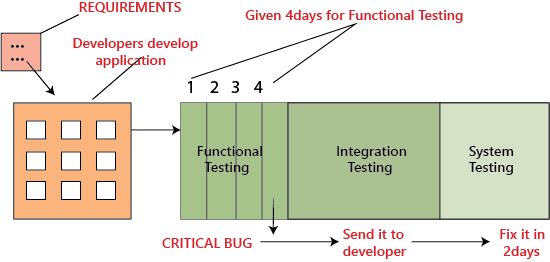 REQUIREMENTS
Given 4days for Functional Testing
...
...
Developers develop
application
1 2 3 4
Functional
Testing
Integration
Testing
System
Testing
CRITICAL BUG
Send it to
developer
Fix it in
2days